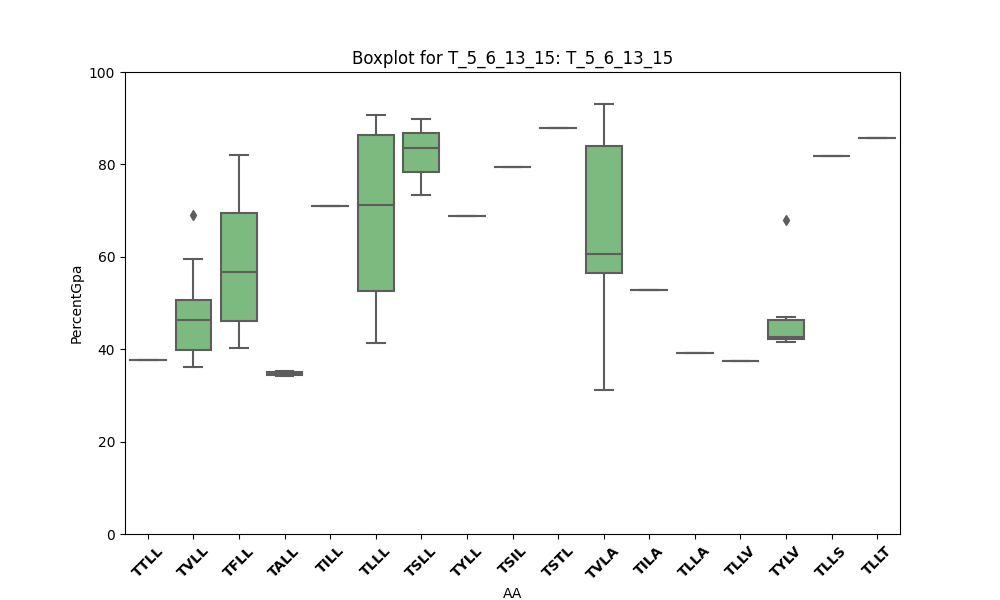 Boxplot for T_5_6_13_15: T_5_6_13_15
100
80
60
40
20
0
PercentGpa
TTLL
TVLL
TFLL
TALL
TILL
TLLL
TSLL
TYLL
TSIL
TSTL
TVLA
TILA
TLLA
TLLV
TYLV
TLLS
TLLT
AA